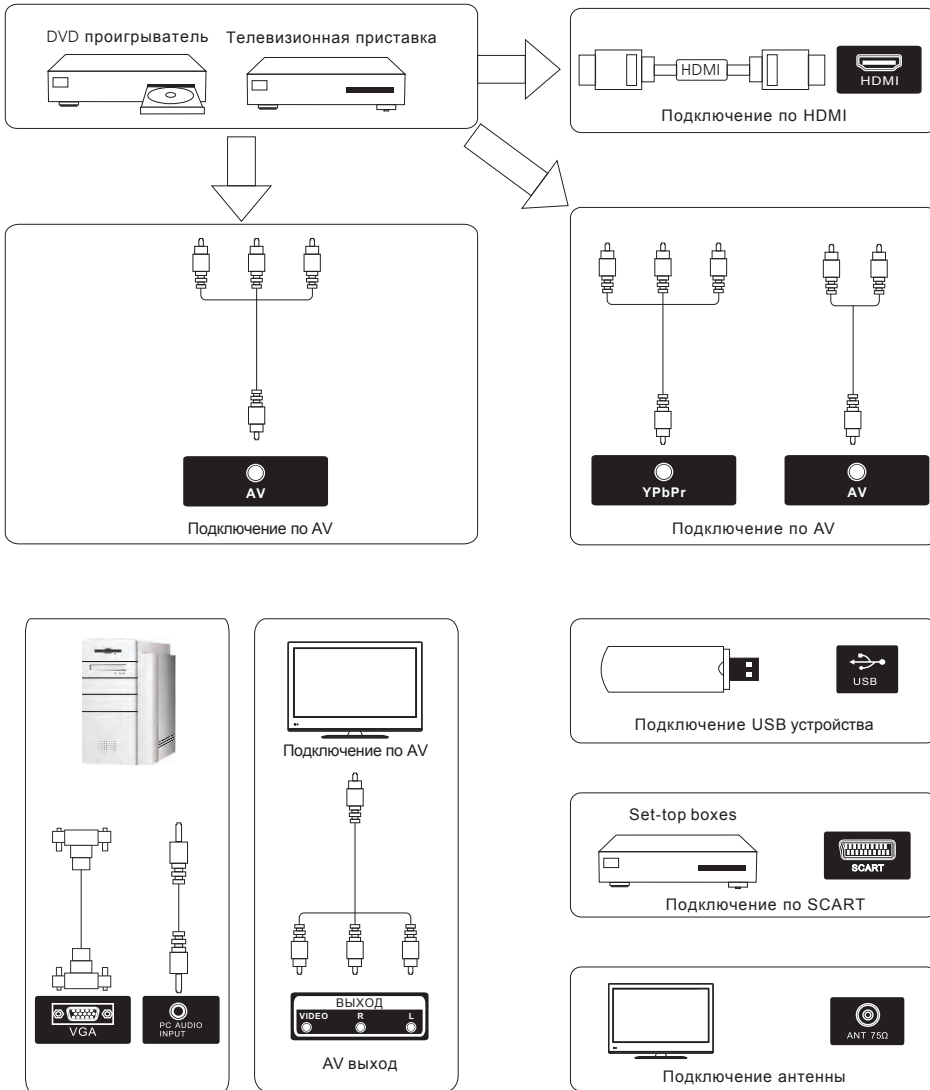 DVD проигрыватель
Телевизионная приставка
HDMI
HDMI
Подключение по HDMI
AV
Подключение по AV
YPbPr
AV
Подключение по AV
VGA
PC AUDIO
INPUT
Подключение по AV
ВЫХОД
VIDEO R L
AV выход
USB
Подключение USB устройства
Set-top boxes
SCART
Подключение по SCART
ANT 75Ω
Подключение антенны